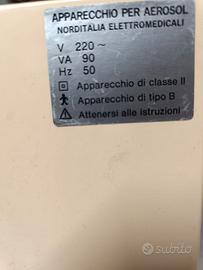 APPARECCHIO PER AEROSOL
NORDITALIA ELETTROMEDICALI
V 220 ~
VA 90
Hz 50
Apparecchio di classe II
Apparecchio di tipo B
Attenersi alle istruzioni
subito